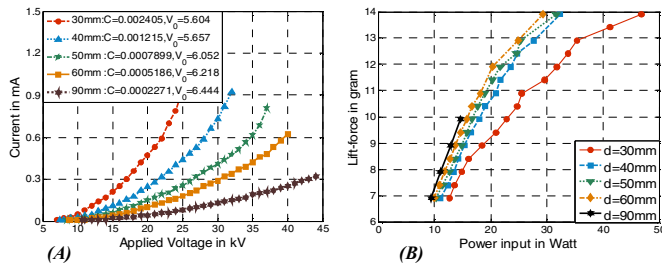 1.5
1.2
0.9
0.6
0.3
0
5 10 15 20 25 30 35 40 45
Current in mA
Applied Voltage in kV
(A)
30mm:C=0.002405,V0=5.604
40mm:C=0.001215,V0=5.657
50mm:C=0.0007899,V0=6.052
60mm:C=0.0005186,V0=6.218
90mm:C=0.0002271,V0=6.444
14
13
12
11
10
9
8
7
6
0 10 20 30 40 50
Lift-force in gram
Power input in Watt
(B)
d=30mm
d=40mm
d=50mm
d=60mm
d=90mm